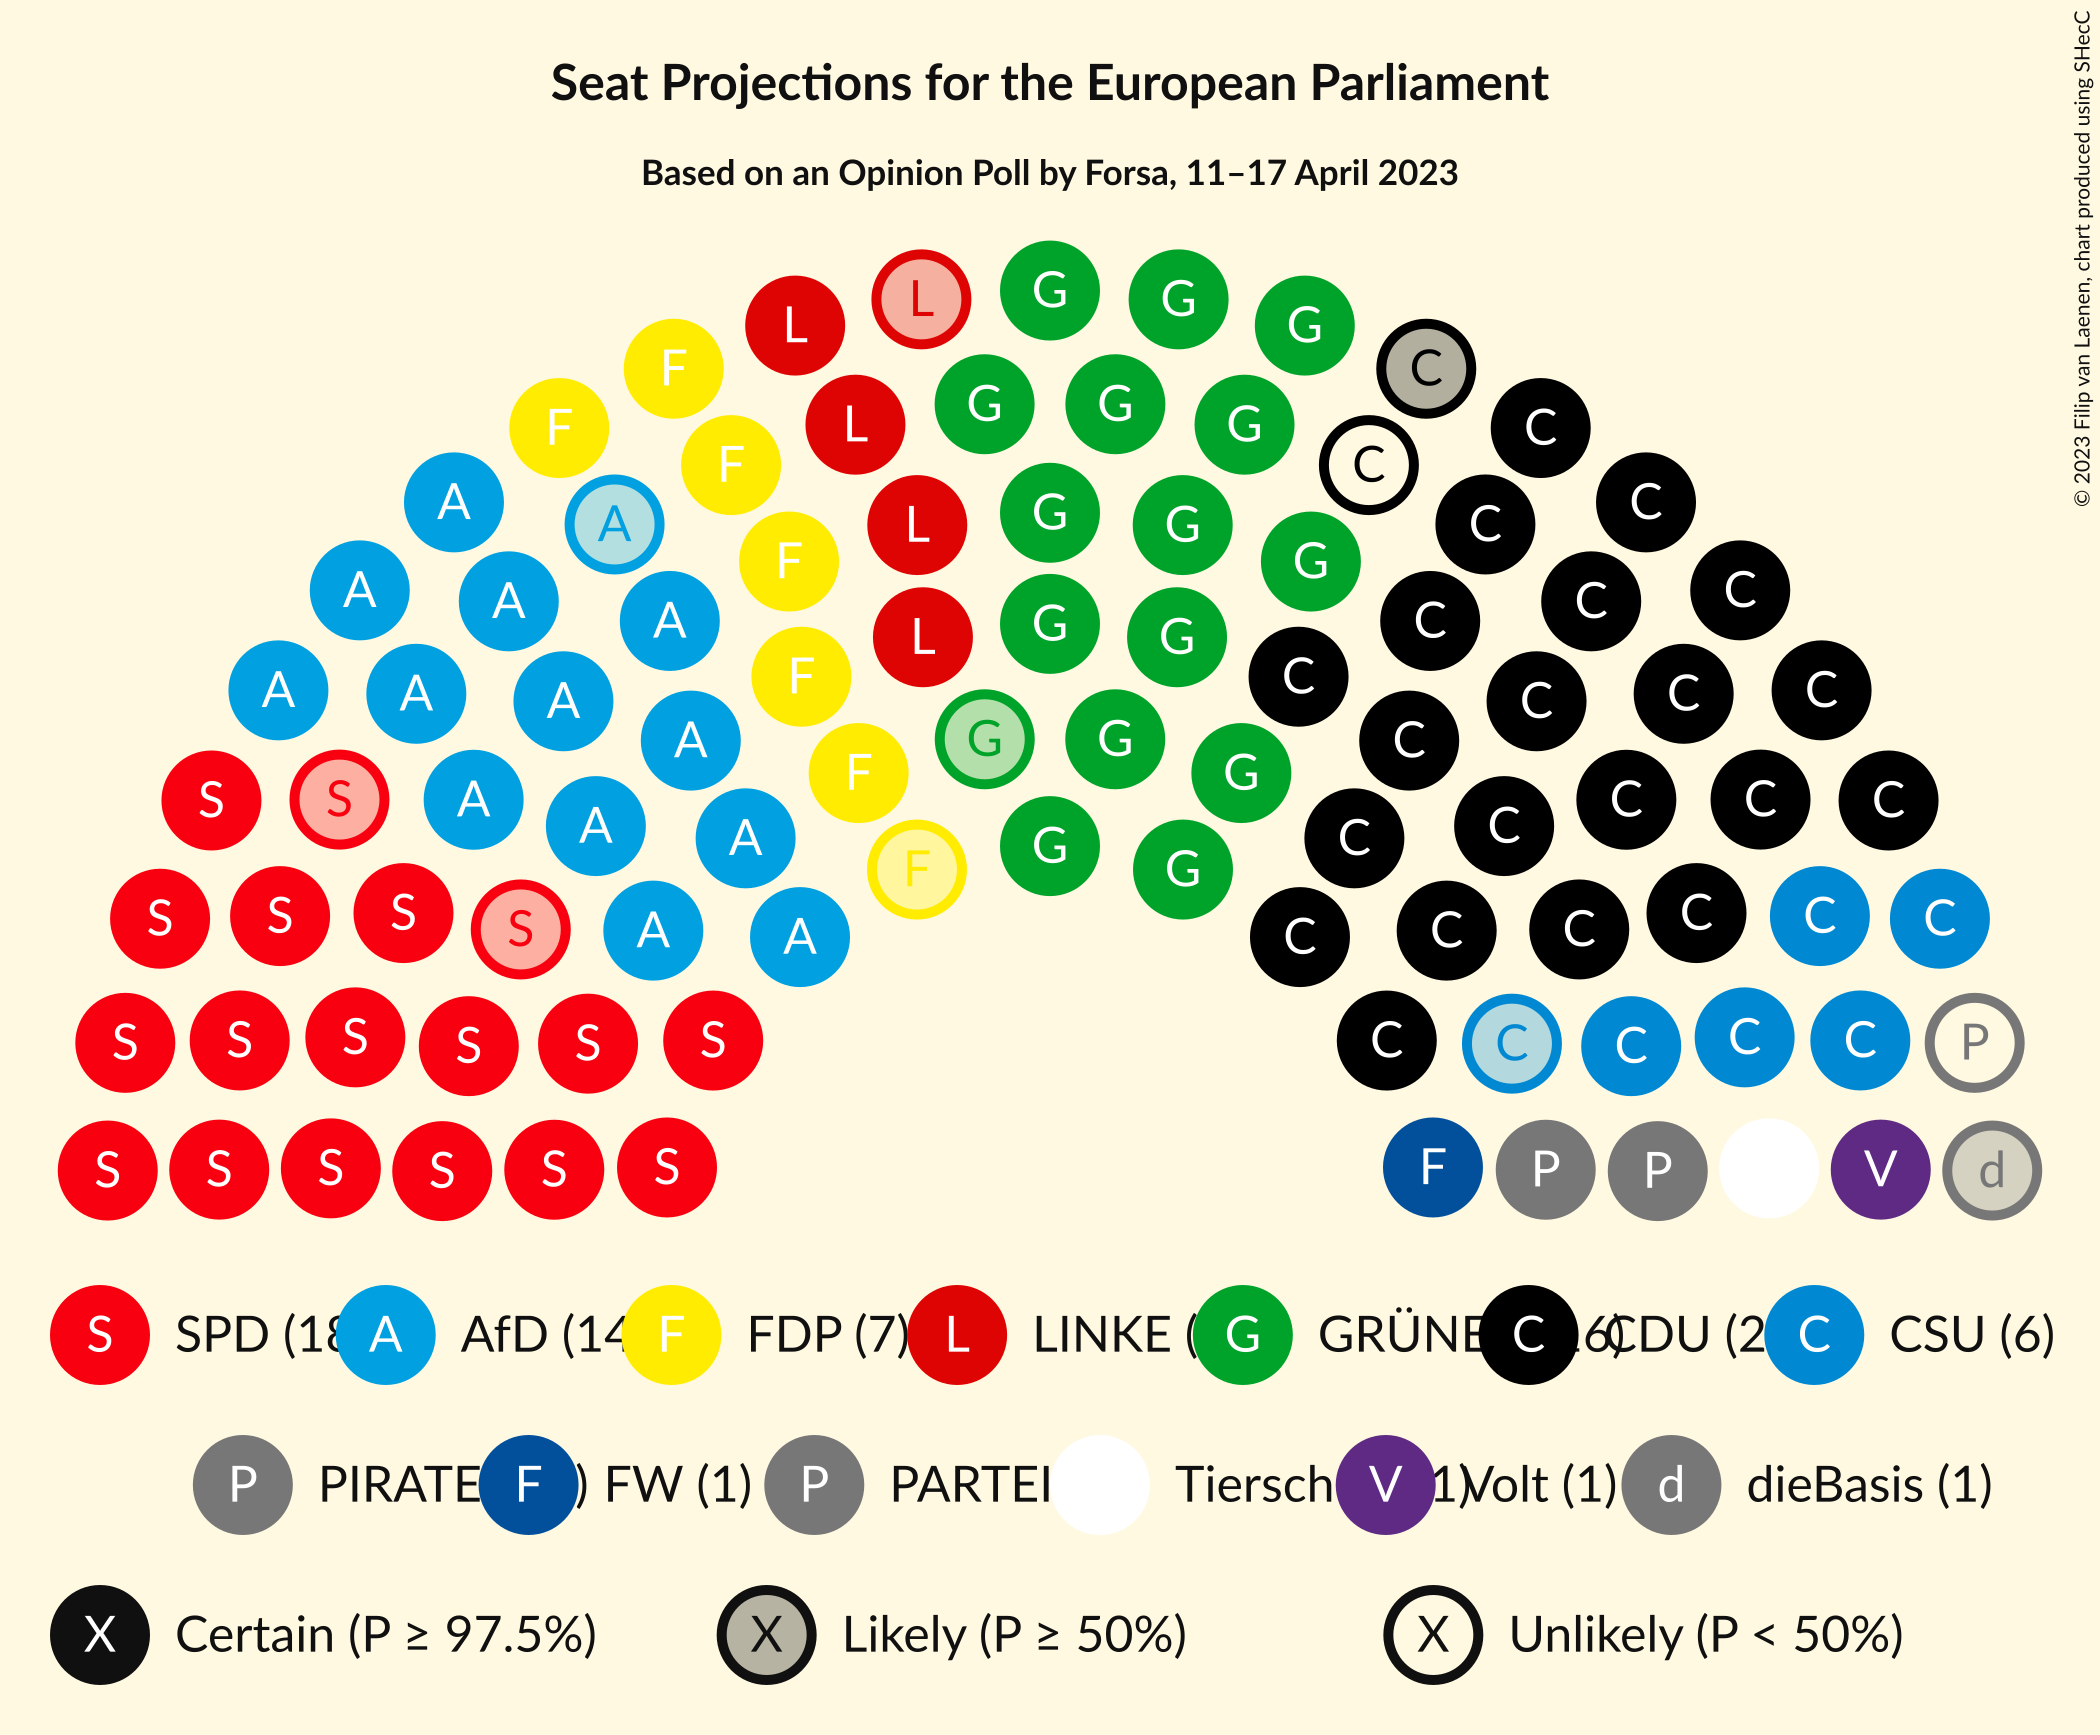 Seat Projections for the European Parliament
Based on an Opinion Poll by Forsa, 11–17 April 2023
© 2023 Filip van Laenen, chart produced using SHecC
L G G G
L F C
F G G G C
L C
F C
A A G G G C C
L
F G
A A C C
A G G G C C
L
A A A F C C C C
A A G G G C C
F
S S A A A C C C C C
F G G
S S S S A A C C C C C C
S S S S S S C C C C C P
S S S S S S F P P V d
S SPD (18 A AfD (14 F FDP (7) L LINKE ( G GRÜNE C 6) CDU (2 C CSU (6)
P PIRATE F ) FW (1) P PARTEI Tiersch V 1) Volt (1) d dieBasis (1)
X Certain (P ≥ 97.5%) X Likely (P ≥ 50%) X Unlikely (P < 50%)